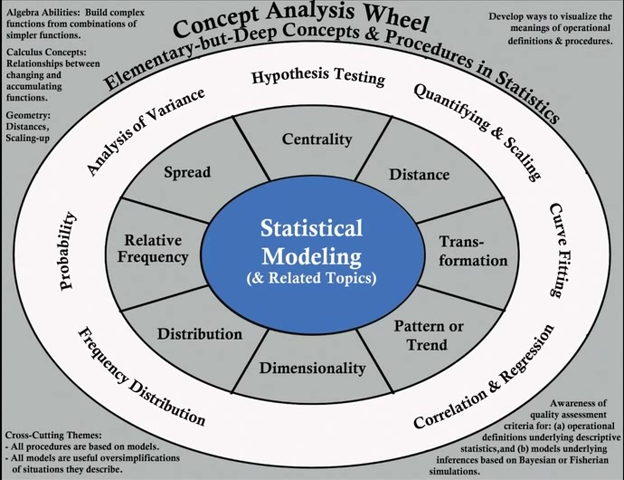 Concept Analysis Wheel
Elementary-but-Deep Concepts & Procedures in Statistics
Algebra Abilities: Build complex
functions from combinations of
simpler functions.
Calculus Concepts:
Relationships between
changing and
accumulating
functions.
Geometry:
Distances,
Scaling-up
Develop ways to visualize the
meanings of operational
definitions & procedures.
Hypothesis Testing
Quantifying & Scaling
Curve Fitting
Correlation & Regression
Frequency Distribution
Probability
Analysis of Variance
Centrality
Distance
Trans-
formation
Pattern or
Trend
Dimensionality
Distribution
Relative
Frequency
Spread
Statistical
Modeling
(& Related Topics)
Cross-Cutting Themes:
- All procedures are based on models.
- All models are useful oversimplifications
of situations they describe.
Awareness of
quality assessment
criteria for: (a) operational
definitions underlying descriptive
statistics,and (b) models underlying
inferences based on Bayesian or Fisherian
simulations.